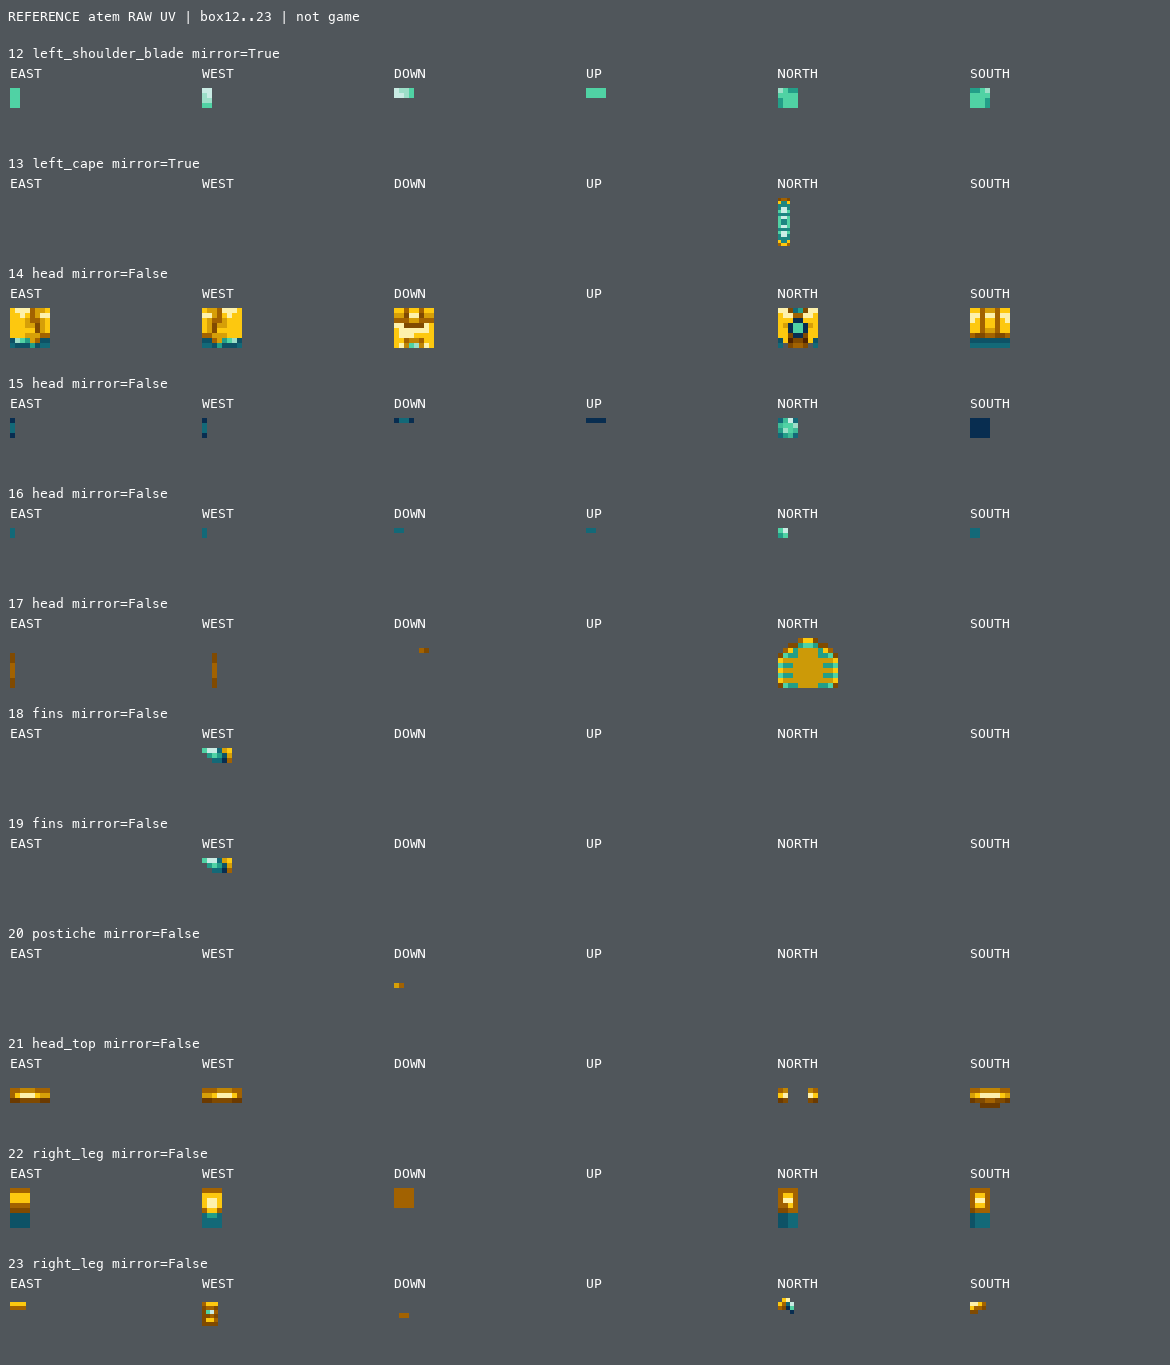 REFERENCE atem RAW UV | box12..23 | not game
12 left_shoulder_blade mirror=True
EAST WEST DOWN UP NORTH SOUTH
13 left_cape mirror=True
EAST WEST DOWN UP NORTH SOUTH
14 head mirror=False
EAST WEST DOWN UP NORTH SOUTH
15 head mirror=False
EAST WEST DOWN UP NORTH SOUTH
16 head mirror=False
EAST WEST DOWN UP NORTH SOUTH
17 head mirror=False
EAST WEST DOWN UP NORTH SOUTH
18 fins mirror=False
EAST WEST DOWN UP NORTH SOUTH
19 fins mirror=False
EAST WEST DOWN UP NORTH SOUTH
20 postiche mirror=False
EAST WEST DOWN UP NORTH SOUTH
21 head_top mirror=False
EAST WEST DOWN UP NORTH SOUTH
22 right_leg mirror=False
EAST WEST DOWN UP NORTH SOUTH
23 right_leg mirror=False
EAST WEST DOWN UP NORTH SOUTH